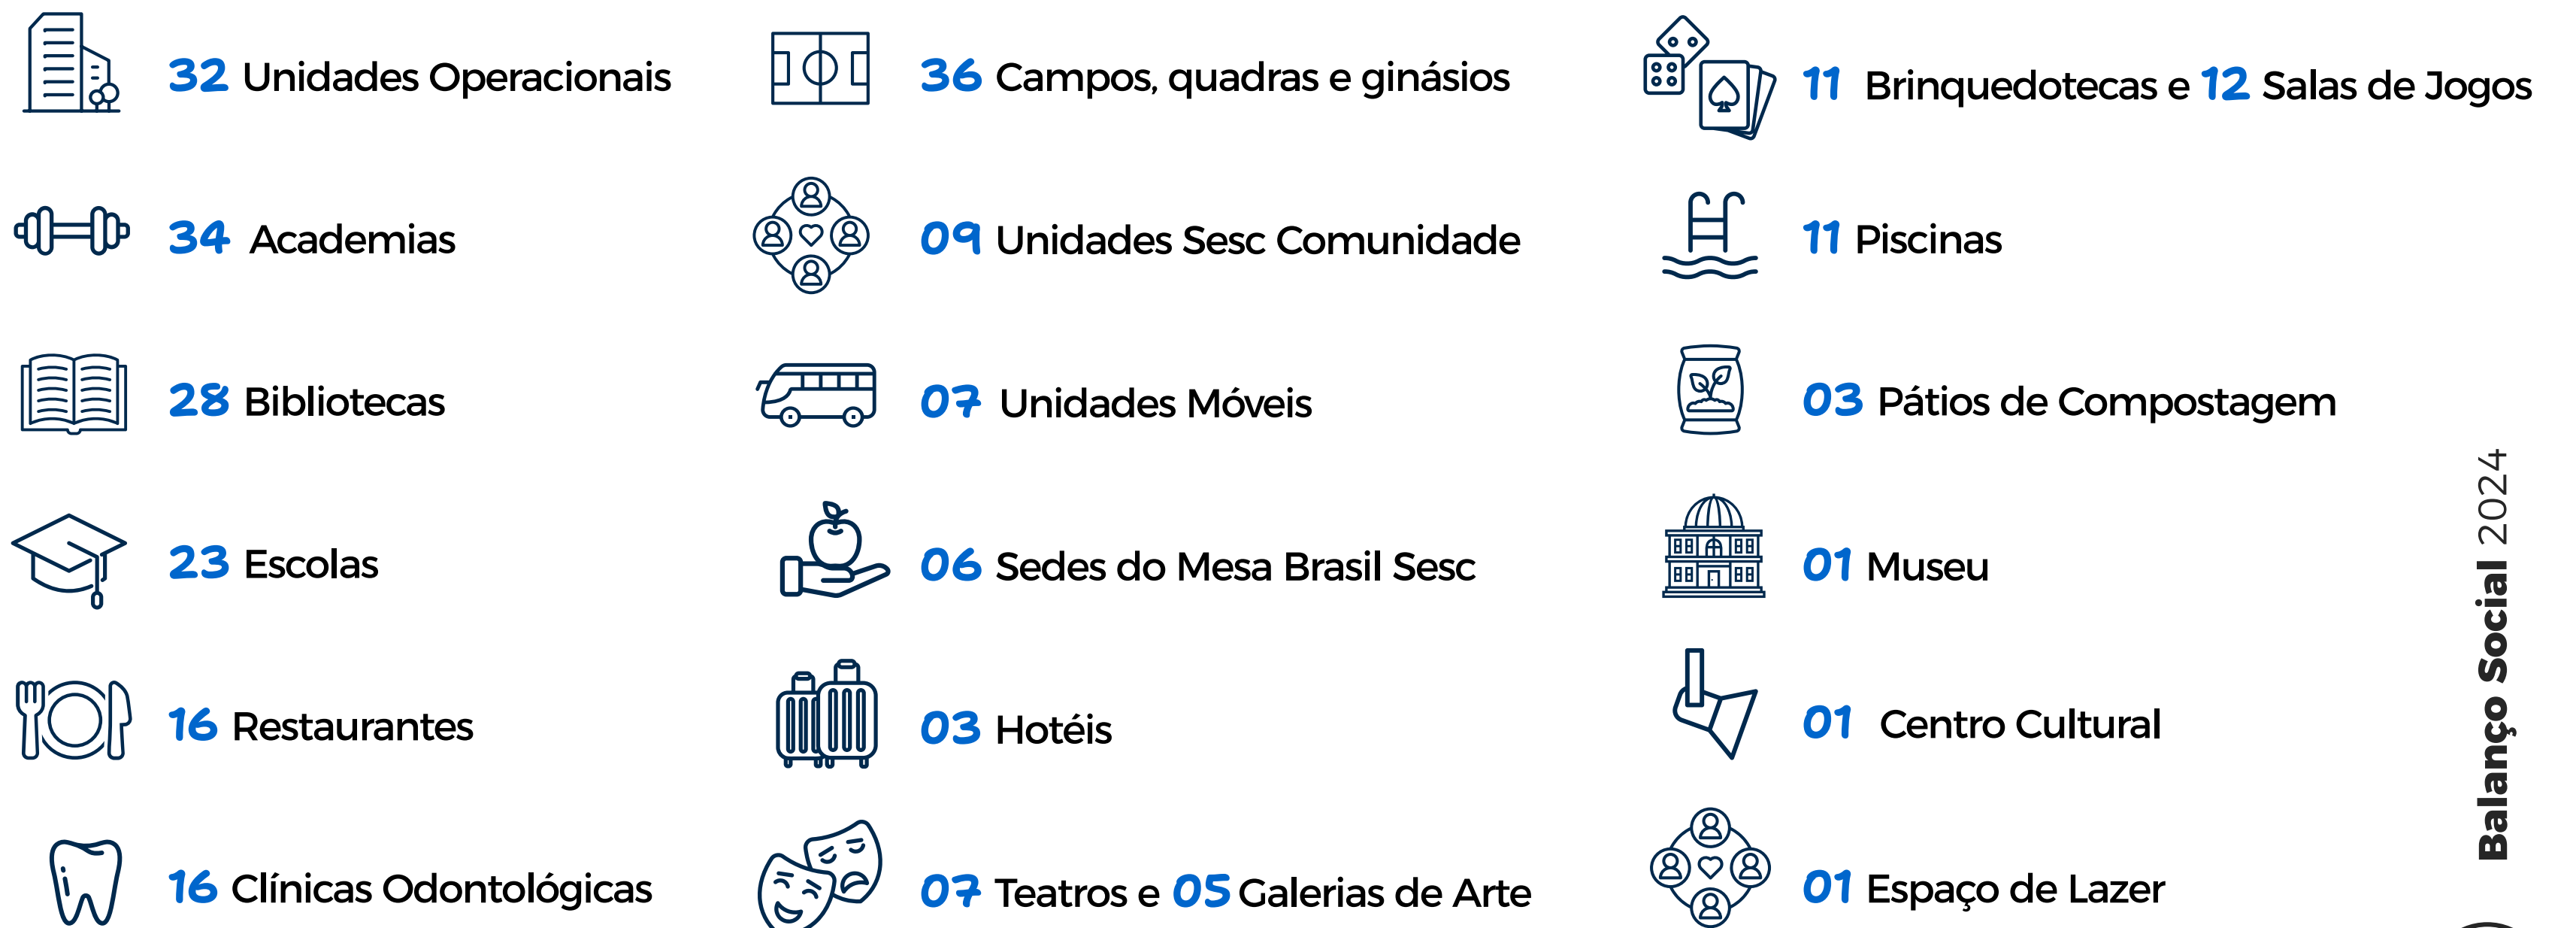 32 Unidades Operacionais
34 Academias
28 Bibliotecas
23 Escolas
16 Restaurantes
16 Clínicas Odontológicas
36 Campos, quadras e ginásios
09 Unidades Sesc Comunidade
07 Unidades Móveis
06 Sedes do Mesa Brasil Sesc
03 Hotéis
07 Teatros e 05 Galerias de Arte
11 Brinquedotecas e 12 Salas de Jogos
11 Piscinas
03 Pátios de Compostagem
01 Museu
01 Centro Cultural
01 Espaço de Lazer
Balanço Social 2024